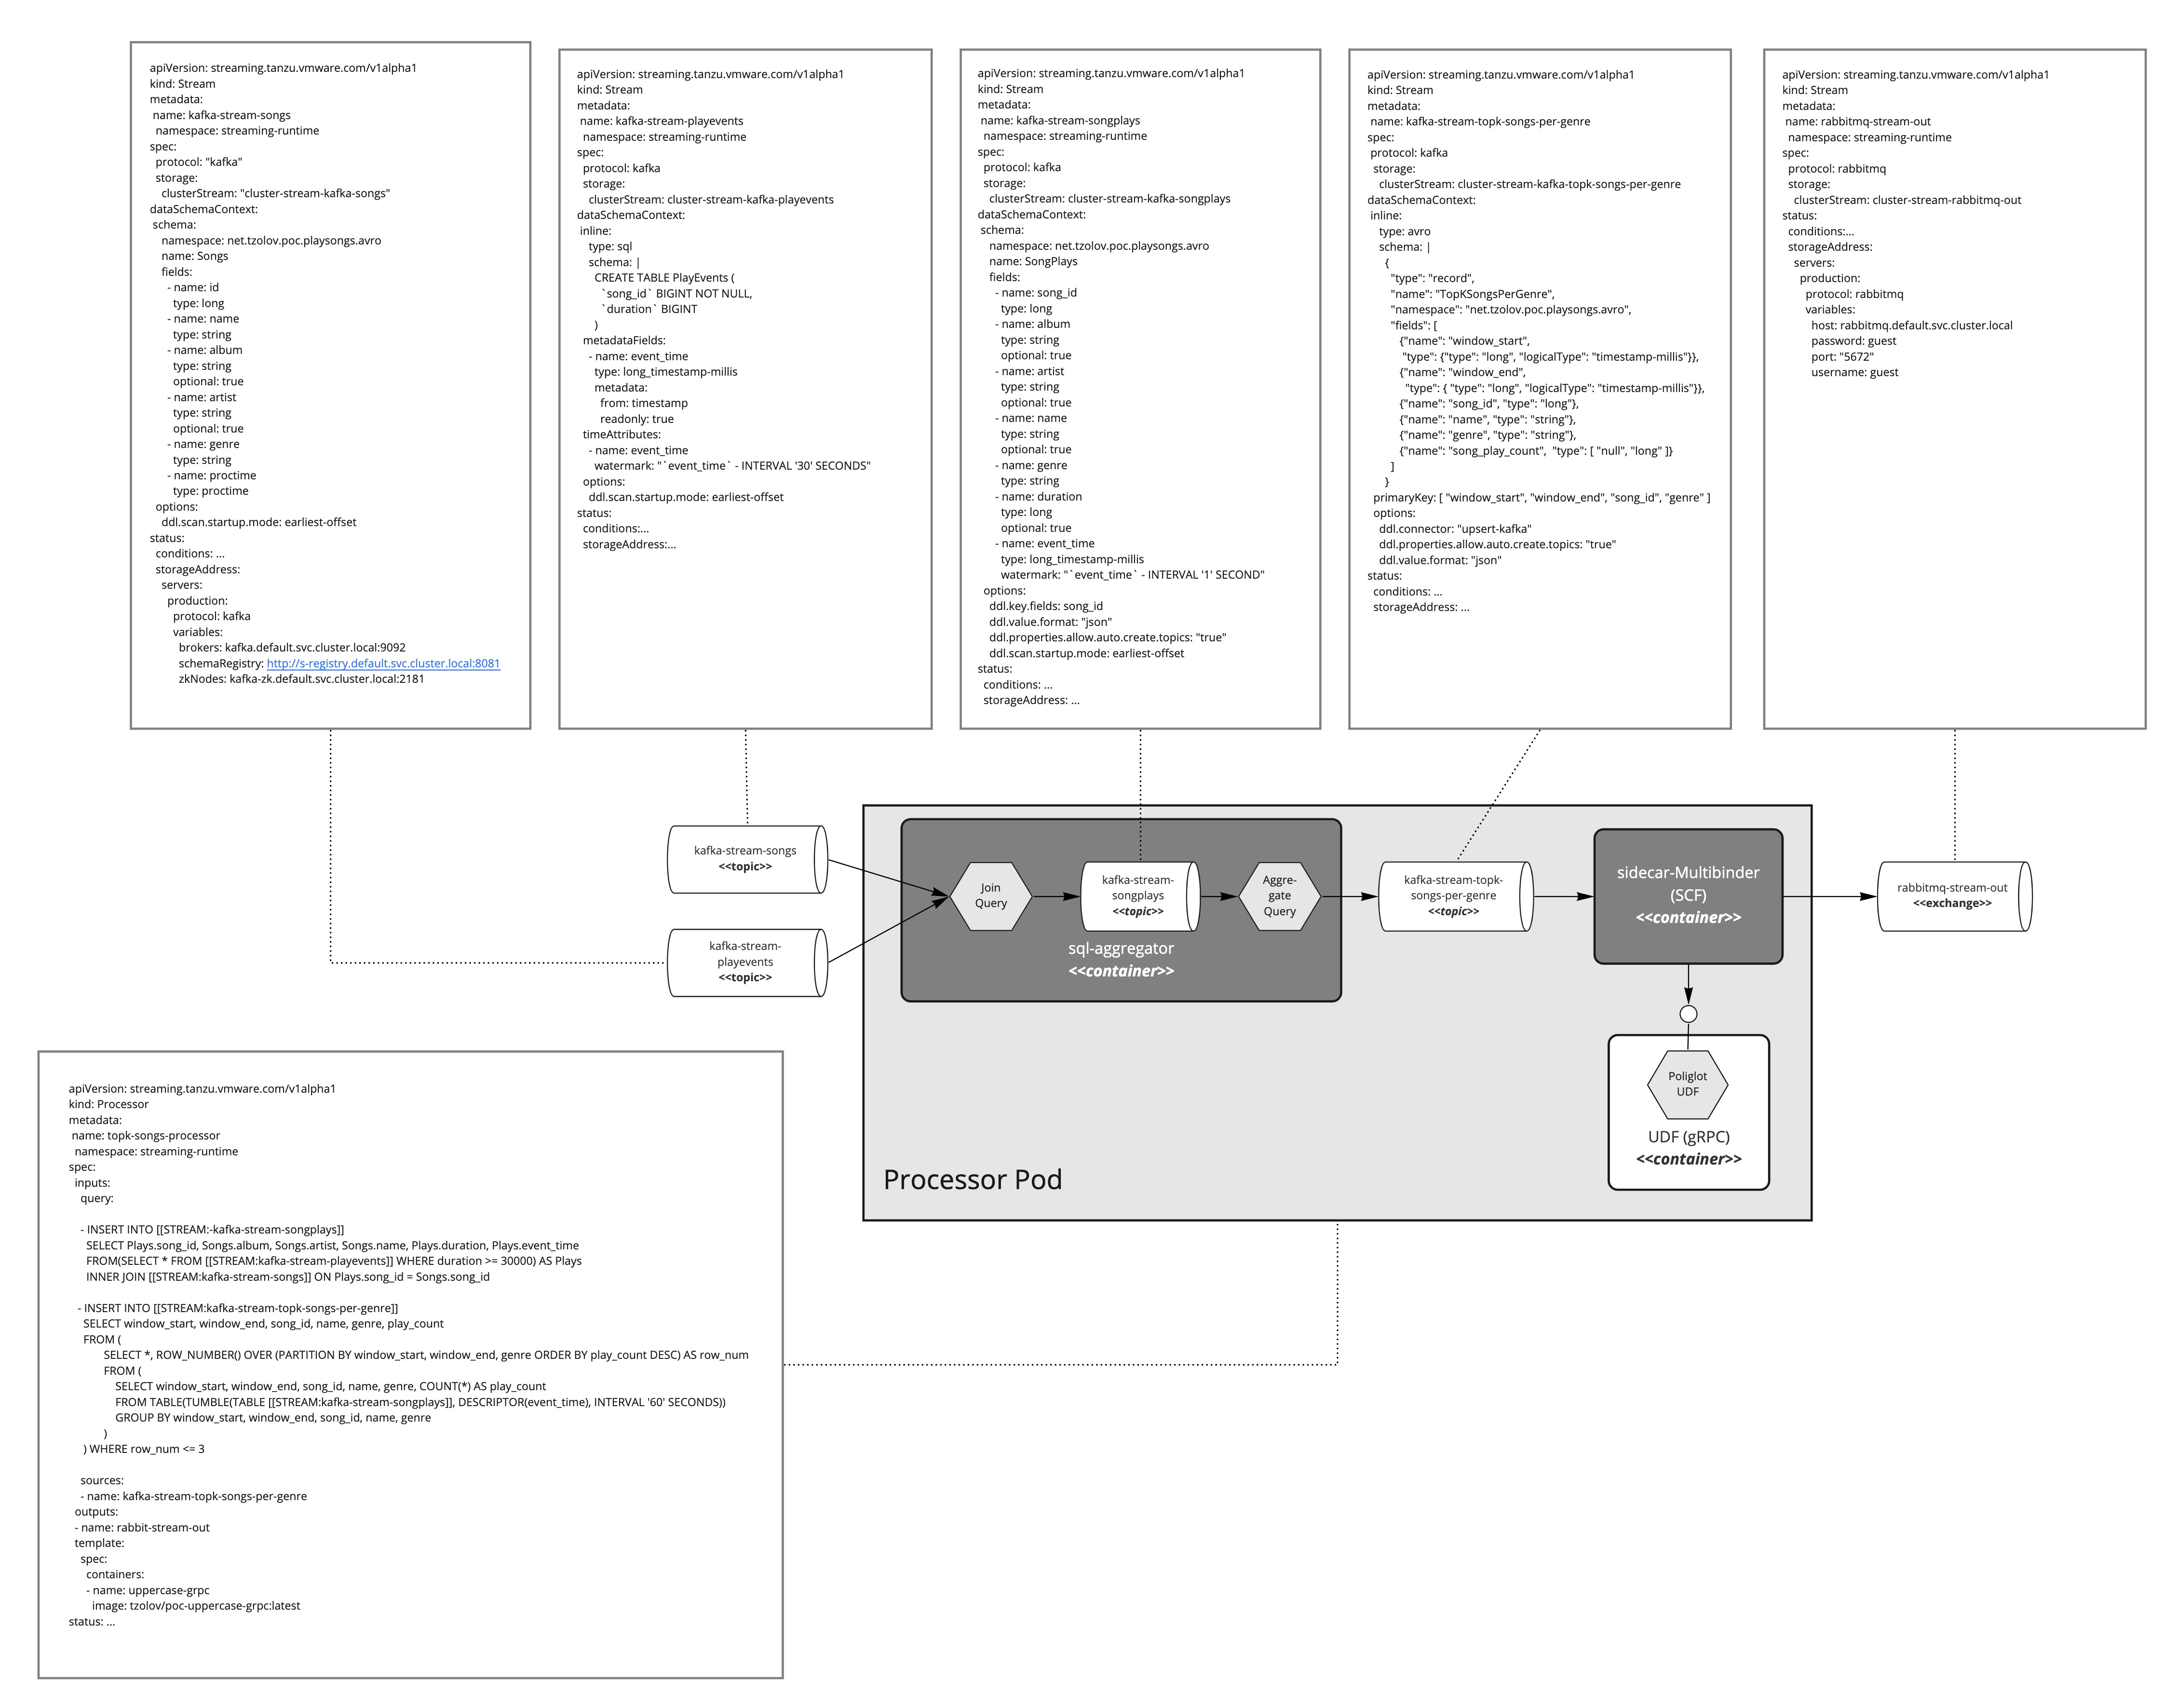 apiVersion: streaming.tanzu.vmware.com/v1alpha1
kind: Stream
metadata:
name: kafka-stream-songs
namespace: streaming-runtime
spec:
protocol: "kafka"
storage:
clusterStream: "cluster-stream-kafka-songs"
dataSchemaContext:
schema:
namespace: net.tzolov.poc.playsongs.avro
name: Songs
fields:
- name: id
type: long
- name: name
type: string
- name: album
type: string
optional: true
- name: artist
type: string
optional: true
- name: genre
type: string
- name: proctime
type: proctime
options:
ddl.scan.startup.mode: earliest-offset
status:
conditions: ...
storageAddress:
servers:
production:
protocol: kafka
variables:
brokers: kafka.default.svc.cluster.local:9092
schemaRegistry: http://s-registry.default.svc.cluster.local:8081
zkNodes: kafka-zk.default.svc.cluster.local:2181
apiVersion: streaming.tanzu.vmware.com/v1alpha1
kind: Stream
metadata:
name: kafka-stream-playevents
namespace: streaming-runtime
spec:
protocol: kafka
storage:
clusterStream: cluster-stream-kafka-playevents
dataSchemaContext:
inline:
type: sql
schema: |
CREATE TABLE PlayEvents (
`song_id` BIGINT NOT NULL,
`duration` BIGINT
)
metadataFields:
- name: event_time
type: long_timestamp-millis
metadata:
from: timestamp
readonly: true
timeAttributes:
- name: event_time
watermark: "`event_time` - INTERVAL '30' SECONDS"
options:
ddl.scan.startup.mode: earliest-offset
status:
conditions:...
storageAddress:...
apiVersion: streaming.tanzu.vmware.com/v1alpha1
kind: Stream
metadata:
name: kafka-stream-songplays
namespace: streaming-runtime
spec:
protocol: kafka
storage:
clusterStream: cluster-stream-kafka-songplays
dataSchemaContext:
schema:
namespace: net.tzolov.poc.playsongs.avro
name: SongPlays
fields:
- name: song_id
type: long
- name: album
type: string
optional: true
- name: artist
type: string
optional: true
- name: name
type: string
optional: true
- name: genre
type: string
- name: duration
type: long
optional: true
- name: event_time
type: long_timestamp-millis
watermark: "`event_time` - INTERVAL '1' SECOND"
options:
ddl.key.fields: song_id
ddl.value.format: "json"
ddl.properties.allow.auto.create.topics: "true"
ddl.scan.startup.mode: earliest-offset
status:
conditions: ...
storageAddress: ...
apiVersion: streaming.tanzu.vmware.com/v1alpha1
kind: Stream
metadata:
name: kafka-stream-topk-songs-per-genre
spec:
protocol: kafka
storage:
clusterStream: cluster-stream-kafka-topk-songs-per-genre
dataSchemaContext:
inline:
type: avro
schema: |
{
"type": "record",
"name": "TopKSongsPerGenre",
"namespace": "net.tzolov.poc.playsongs.avro",
"fields": [
{"name": "window_start",
"type": {"type": "long", "logicalType": "timestamp-millis"}},
{"name": "window_end",
"type": { "type": "long", "logicalType": "timestamp-millis"}},
{"name": "song_id", "type": "long"},
{"name": "name", "type": "string"},
{"name": "genre", "type": "string"},
{"name": "song_play_count", "type": [ "null", "long" ]}
]
}
primaryKey: [ "window_start", "window_end", "song_id", "genre" ]
options:
ddl.connector: "upsert-kafka"
ddl.properties.allow.auto.create.topics: "true"
ddl.value.format: "json"
status:
conditions: ...
storageAddress: ...
apiVersion: streaming.tanzu.vmware.com/v1alpha1
kind: Stream
metadata:
name: rabbitmq-stream-out
namespace: streaming-runtime
spec:
protocol: rabbitmq
storage:
clusterStream: cluster-stream-rabbitmq-out
status:
conditions:...
storageAddress:
servers:
production:
protocol: rabbitmq
variables:
host: rabbitmq.default.svc.cluster.local
password: guest
port: "5672"
username: guest
kafka-stream-songs
<<topic>>
kafka-stream-
playevents
<<topic>>
Join
Query
kafka-stream-
songplays
<<topic>>
Aggre-
gate
Query
sql-aggregator
<<container>>
kafka-stream-topk-
songs-per-genre
<<topic>>
sidecar-Multibinder
(SCF)
<<container>>
rabbitmq-stream-out
<<exchange>>
Poliglot
UDF
UDF (gRPC)
<<container>>
Processor Pod
apiVersion: streaming.tanzu.vmware.com/v1alpha1
kind: Processor
metadata:
name: topk-songs-processor
namespace: streaming-runtime
spec:
inputs:
query:
- INSERT INTO [[STREAM:-kafka-stream-songplays]]
SELECT Plays.song_id, Songs.album, Songs.artist, Songs.name, Plays.duration, Plays.event_time
FROM(SELECT * FROM [[STREAM:kafka-stream-playevents]] WHERE duration >= 30000) AS Plays
INNER JOIN [[STREAM:kafka-stream-songs]] ON Plays.song_id = Songs.song_id
- INSERT INTO [[STREAM:kafka-stream-topk-songs-per-genre]]
SELECT window_start, window_end, song_id, name, genre, play_count
FROM (
SELECT *, ROW_NUMBER() OVER (PARTITION BY window_start, window_end, genre ORDER BY play_count DESC) AS row_num
FROM (
SELECT window_start, window_end, song_id, name, genre, COUNT(*) AS play_count
FROM TABLE(TUMBLE(TABLE [[STREAM:kafka-stream-songplays]], DESCRIPTOR(event_time), INTERVAL '60' SECONDS))
GROUP BY window_start, window_end, song_id, name, genre
)
) WHERE row_num <= 3
sources:
- name: kafka-stream-topk-songs-per-genre
outputs:
- name: rabbit-stream-out
template:
spec:
containers:
- name: uppercase-grpc
image: tzolov/poc-uppercase-grpc:latest
status: ...